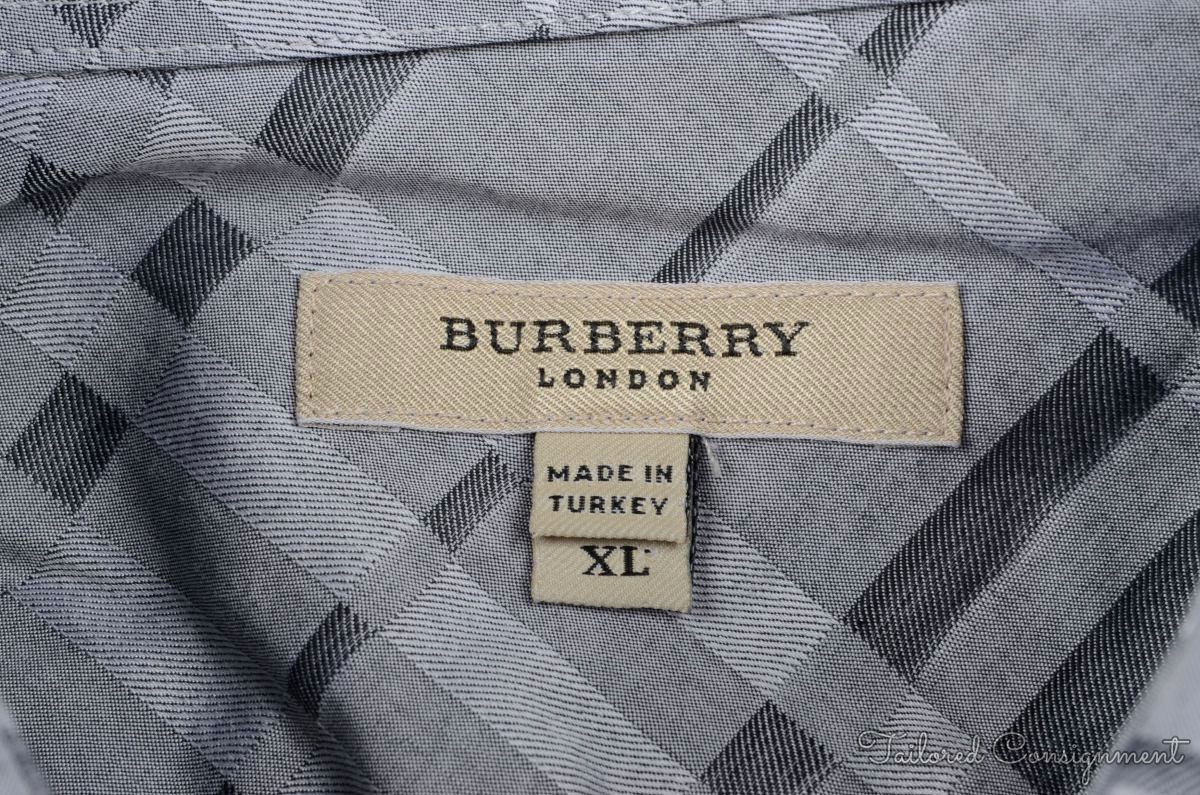 BURBERRY
LONDON
MADE IN
TURKEY
XL
Tailored Consignment